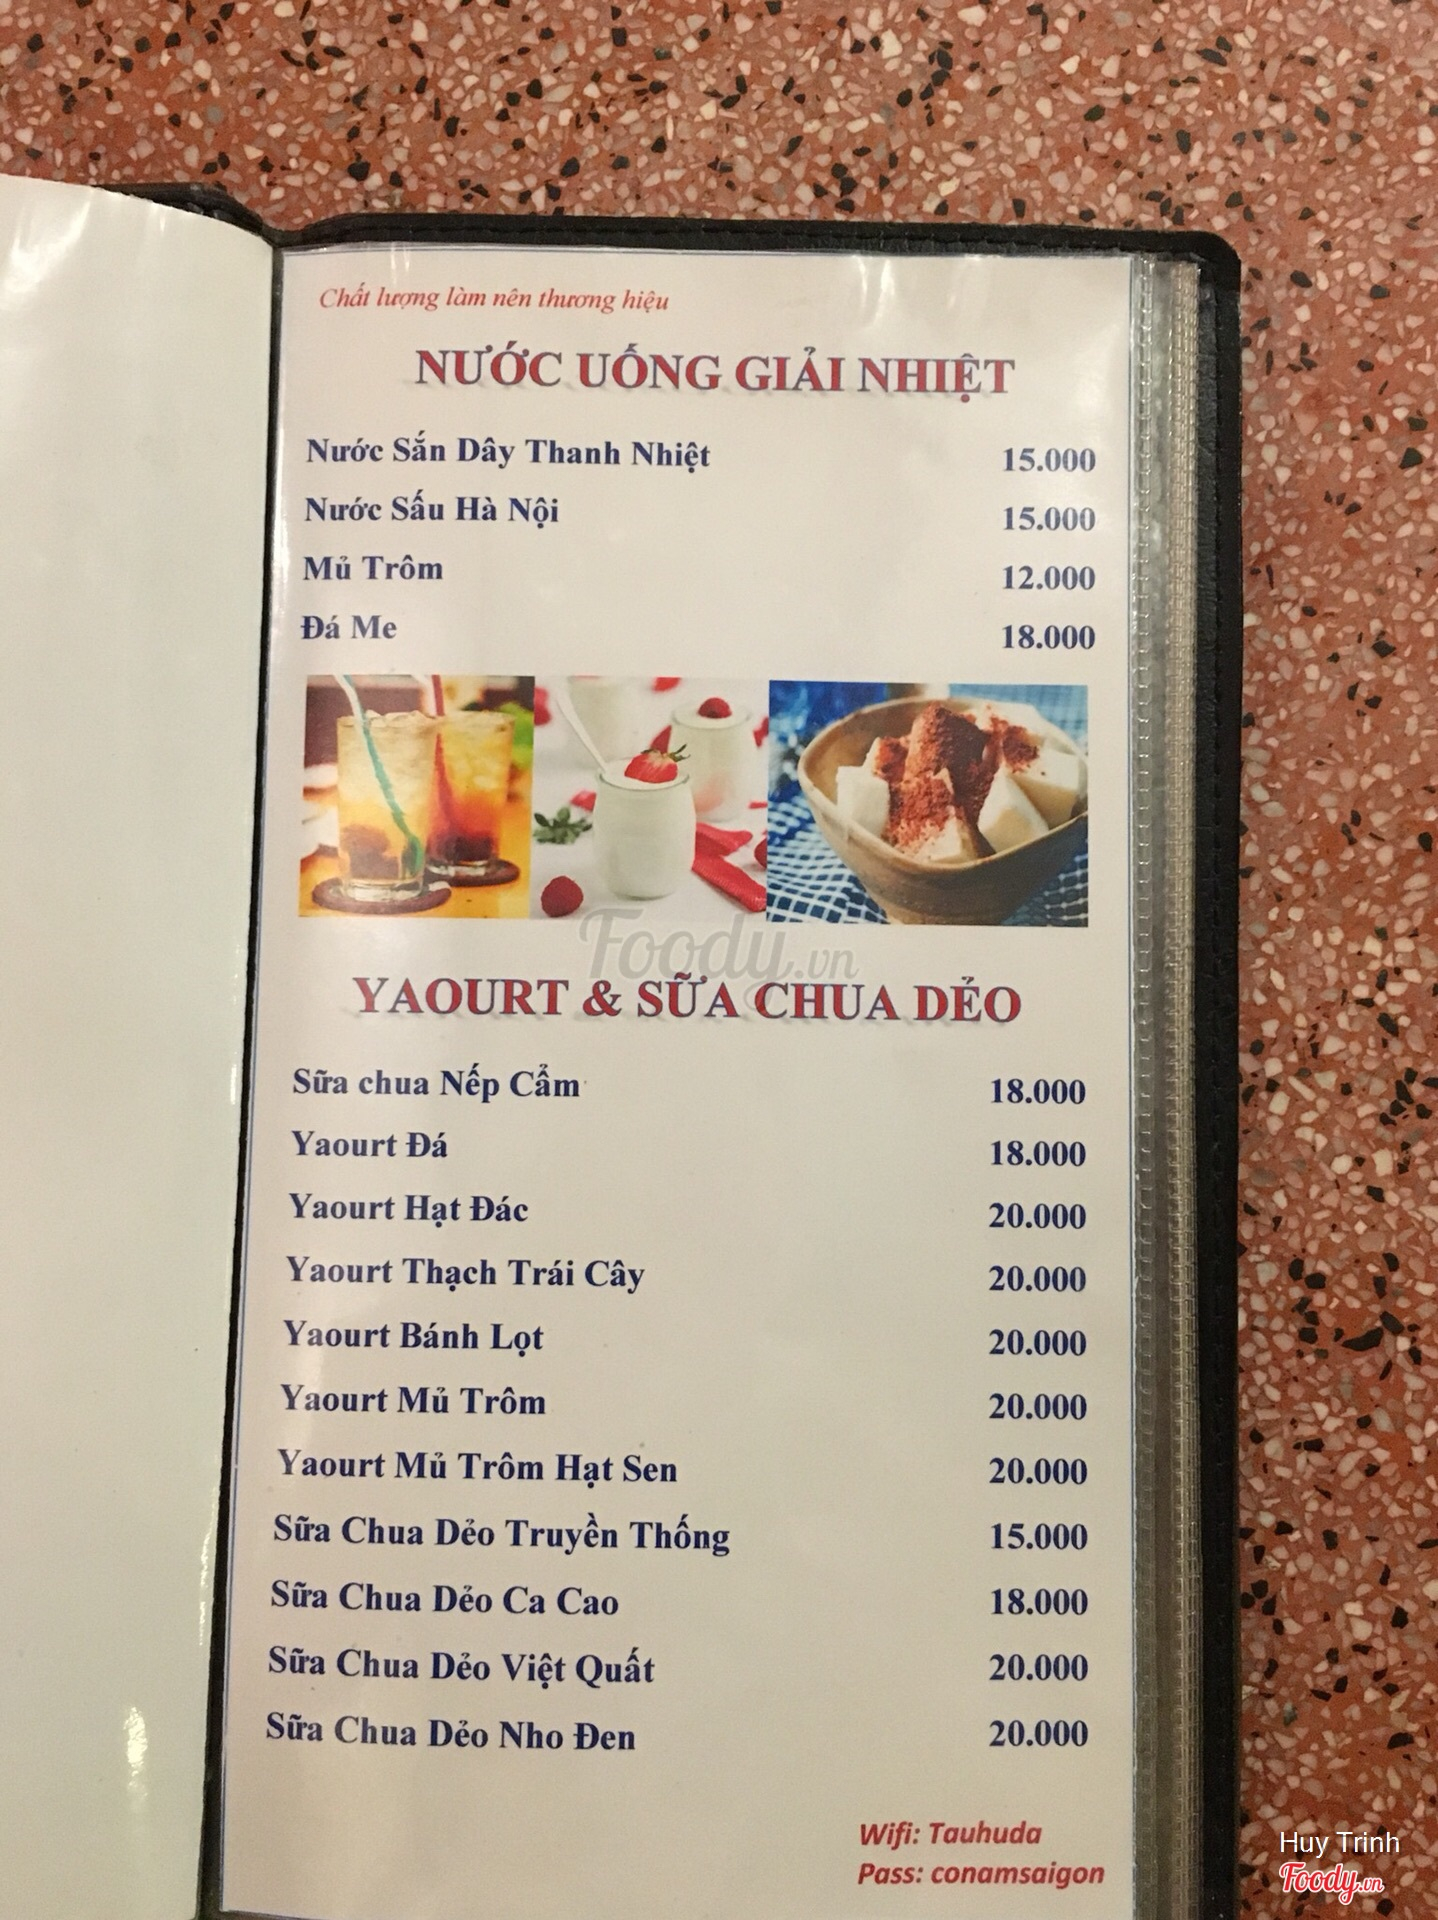 Chất lượng làm nên thương hiệu
NƯỚC UỐNG GIẢI NHIỆT
Nước Sắn Dây Thanh Nhiệt 15.000
Nước Sấu Hà Nội 15.000
Mủ Trôm 12.000
Đá Me 18.000
Foody.vn
YAOURT & SỮA CHUA DẺO
Sữa chua Nếp Cẩm 18.000
Yaourt Đá 18.000
Yaourt Hạt Đác 20.000
Yaourt Thạch Trái Cây 20.000
Yaourt Bánh Lọt 20.000
Yaourt Mủ Trôm 20.000
Yaourt Mủ Trôm Hạt Sen 20.000
Sữa Chua Dẻo Truyền Thống 15.000
Sữa Chua Dẻo Ca Cao 18.000
Sữa Chua Dẻo Việt Quất 20.000
Sữa Chua Dẻo Nho Đen 20.000
Wifi: Tauhuda
Pass: conamsaigon
Huy Trinh
Foody.vn